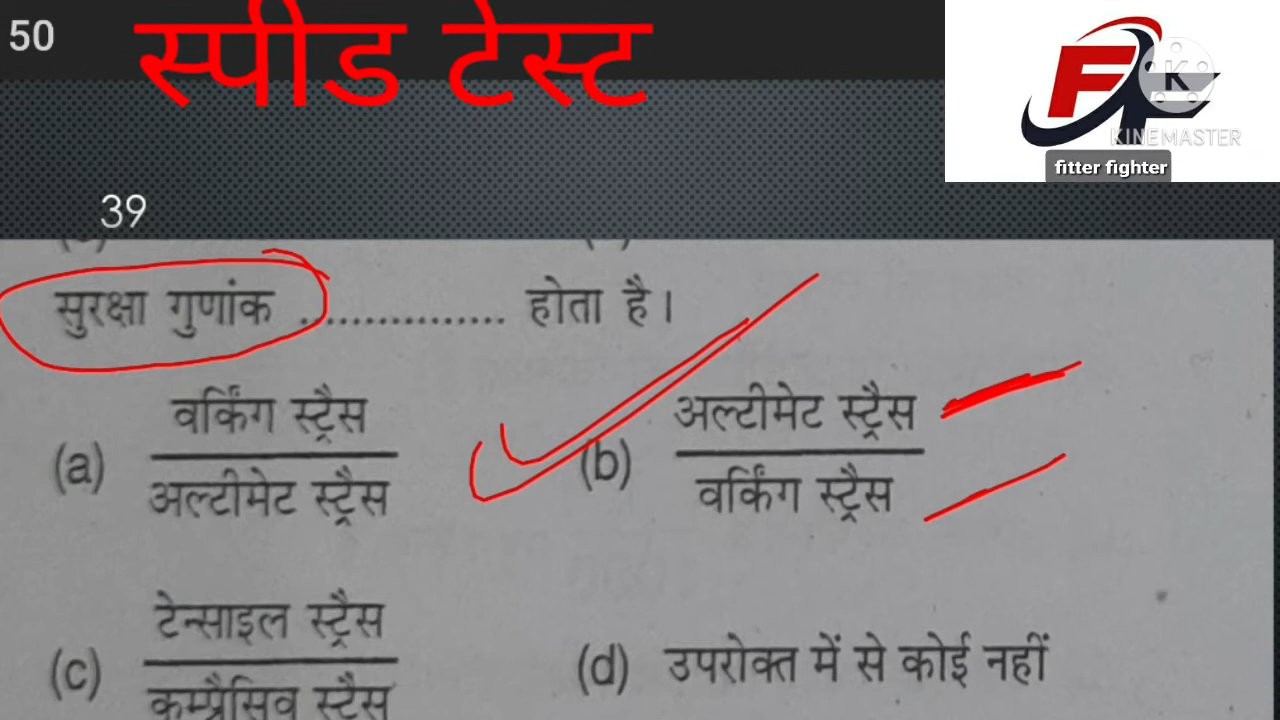 50
स्पीड टेस्ट
KINEMASTER
fitter fighter
39
सुरक्षा गुणांक ................ होता है।
(a) वर्किंग स्ट्रैस
अल्टीमेट स्ट्रैस
(b) अल्टीमेट स्ट्रैस
वर्किंग स्ट्रैस
(c) टेन्साइल स्ट्रैस
कम्प्रैसिव स्ट्रैस
(d) उपरोक्त में से कोई नहीं